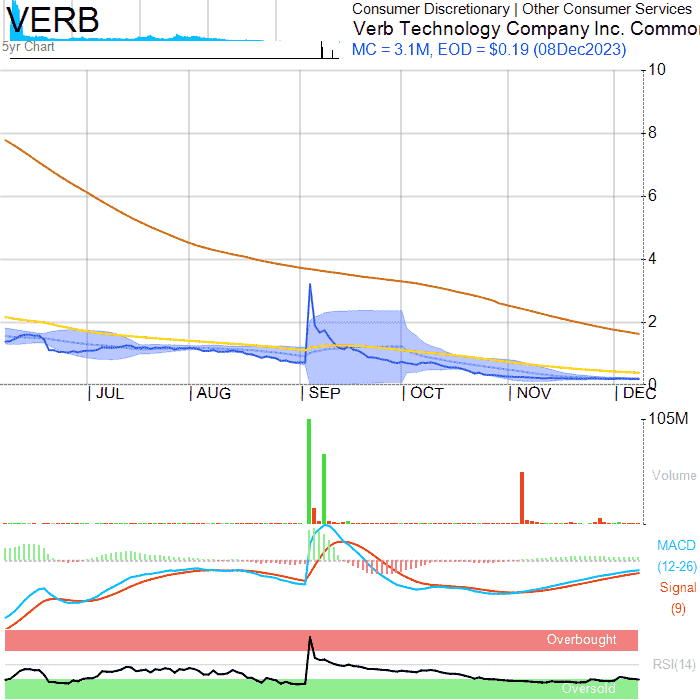 VERB
5yr Chart
Consumer Discretionary | Other Consumer Services
Verb Technology Company Inc. Commo
MC = 3.1M, EOD = $0.19 (08Dec2023)
10
8
6
4
2
0
JUL
AUG
SEP
OCT
NOV
DEC
105M
Volume
MACD
(12-26)
Signal
(9)
Overbought
RSI(14)
Oversold